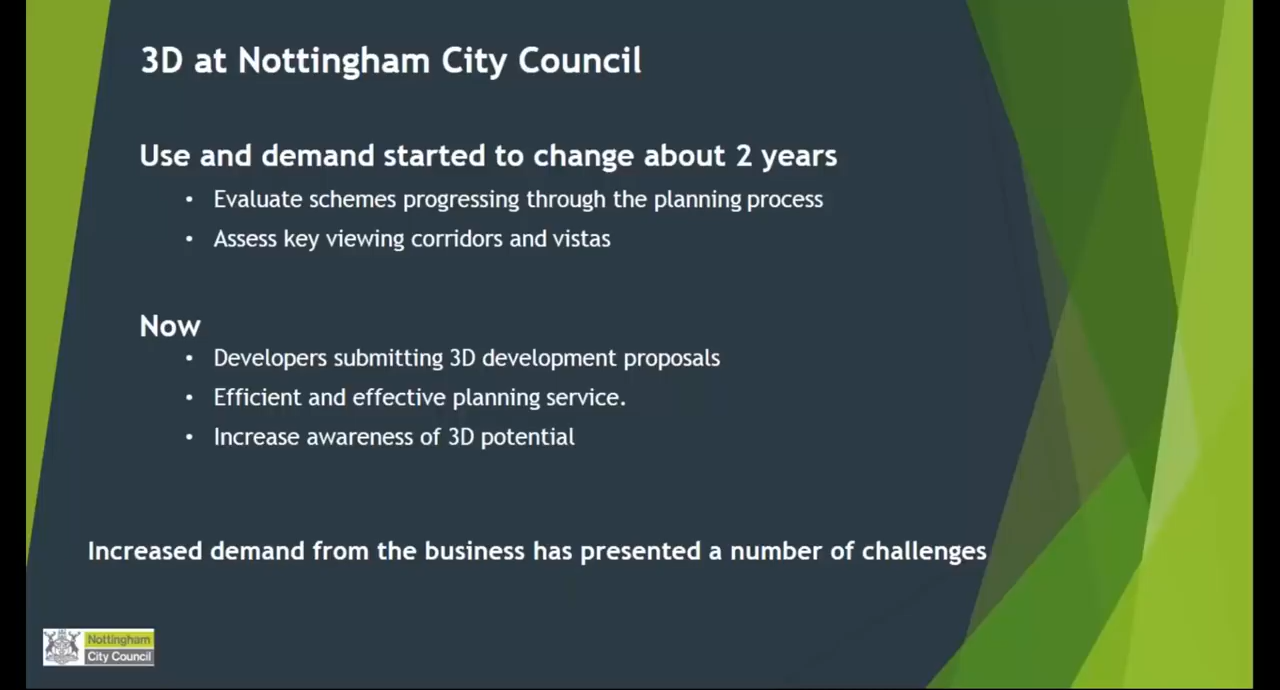 3D at Nottingham City Council
Use and demand started to change about 2 years
• Evaluate schemes progressing through the planning process
• Assess key viewing corridors and vistas
Now
• Developers submitting 3D development proposals
• Efficient and effective planning service.
• Increase awareness of 3D potential
Increased demand from the business has presented a number of challenges
Nottingham
City Council